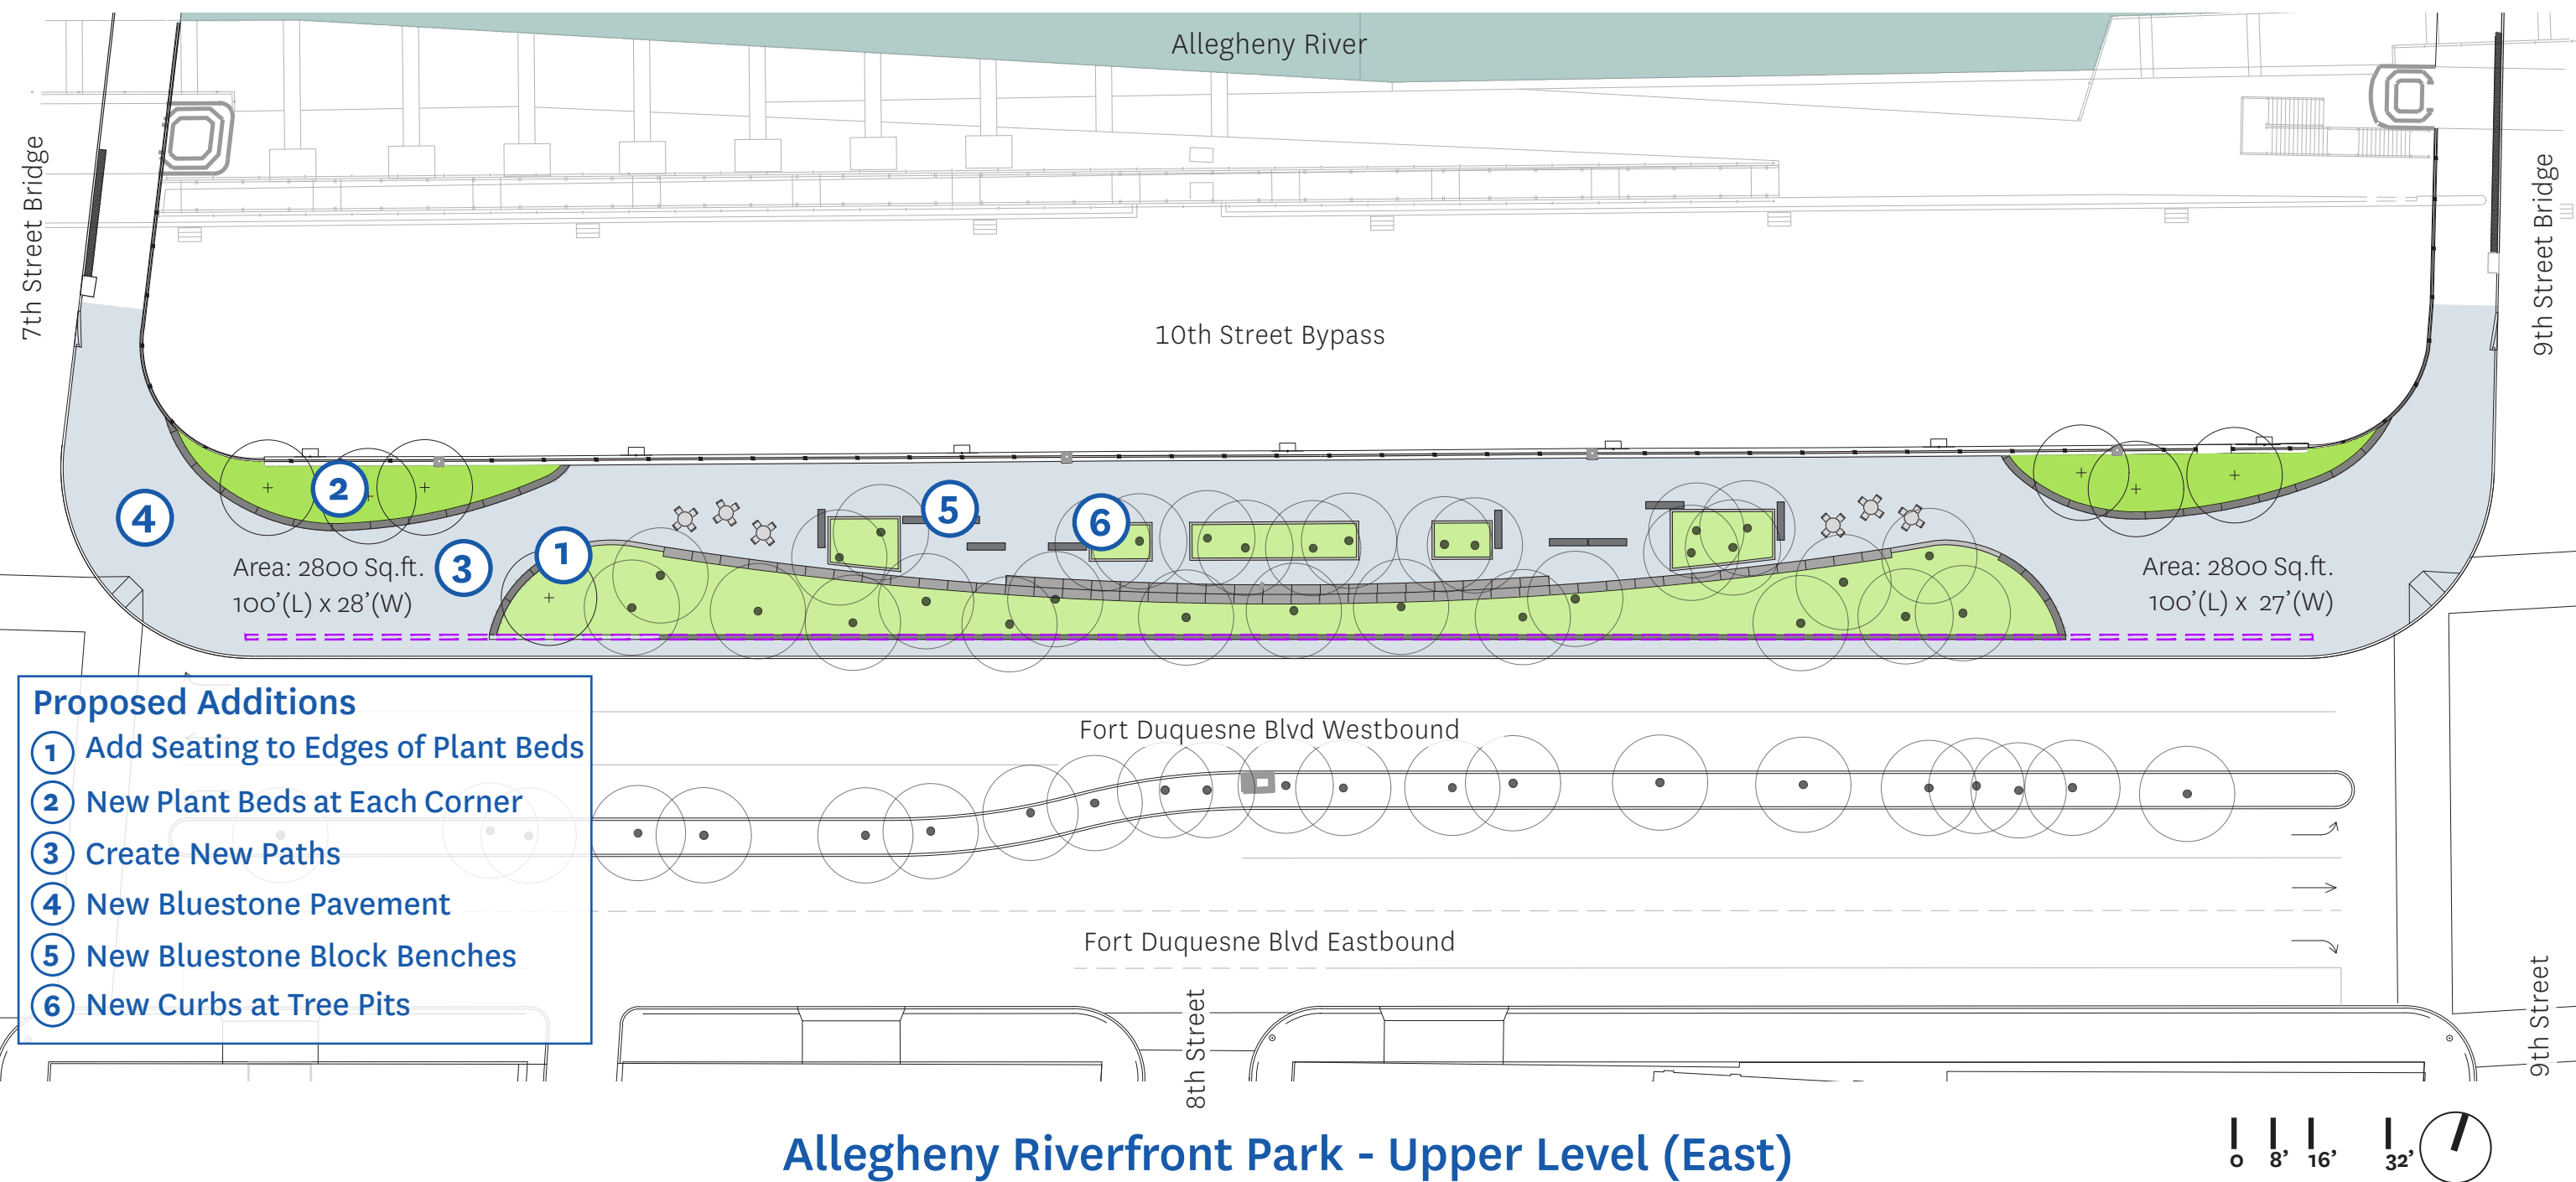 Allegheny River
7th Street Bridge
9th Street Bridge
10th Street Bypass
2
5
6
4
3
1
Area: 2800 Sq.ft.
100'(L) x 28'(W)
Area: 2800 Sq.ft.
100'(L) x 27'(W)
Proposed Additions
1 Add Seating to Edges of Plant Beds
2 New Plant Beds at Each Corner
3 Create New Paths
4 New Bluestone Pavement
5 New Bluestone Block Benches
6 New Curbs at Tree Pits
Fort Duquesne Blvd Westbound
Fort Duquesne Blvd Eastbound
8th Street
9th Street
Allegheny Riverfront Park - Upper Level (East)
0 8' 16' 32'